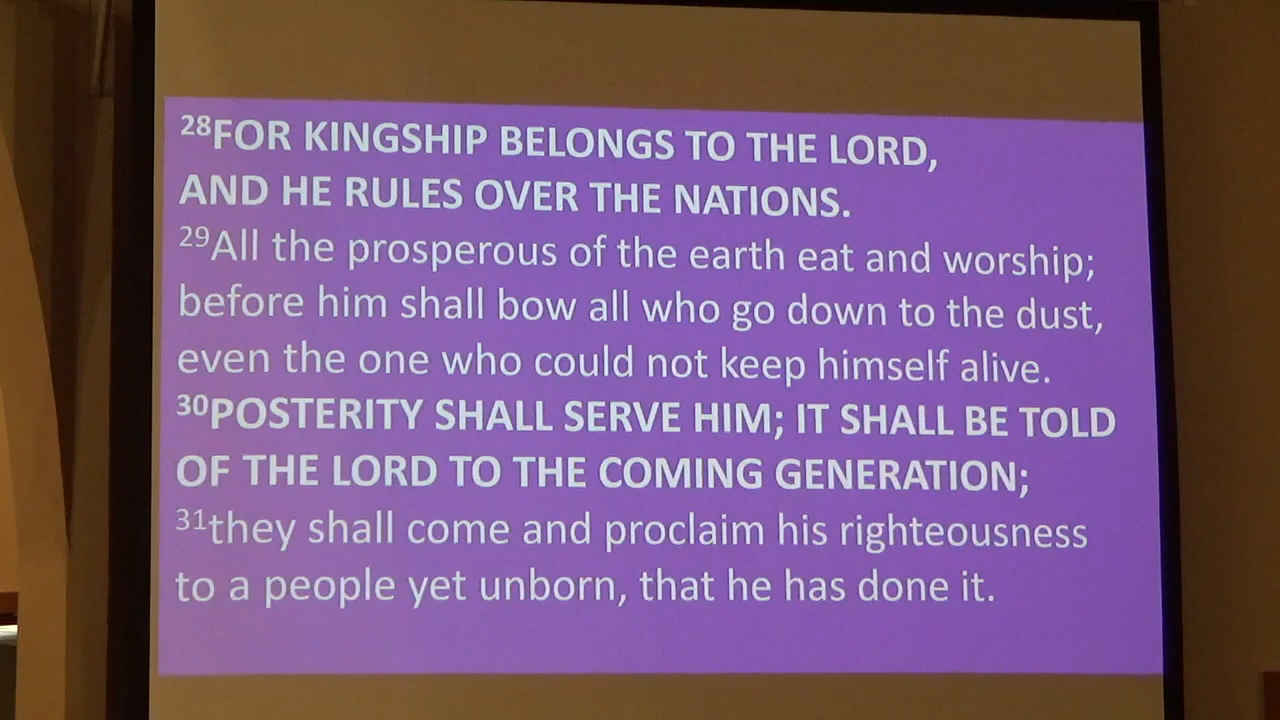 28FOR KINGSHIP BELONGS TO THE LORD,
AND HE RULES OVER THE NATIONS.
29All the prosperous of the earth eat and worship;
before him shall bow all who go down to the dust,
even the one who could not keep himself alive.
30POSTERITY SHALL SERVE HIM; IT SHALL BE TOLD
OF THE LORD TO THE COMING GENERATION;
31they shall come and proclaim his righteousness
to a people yet unborn, that he has done it.